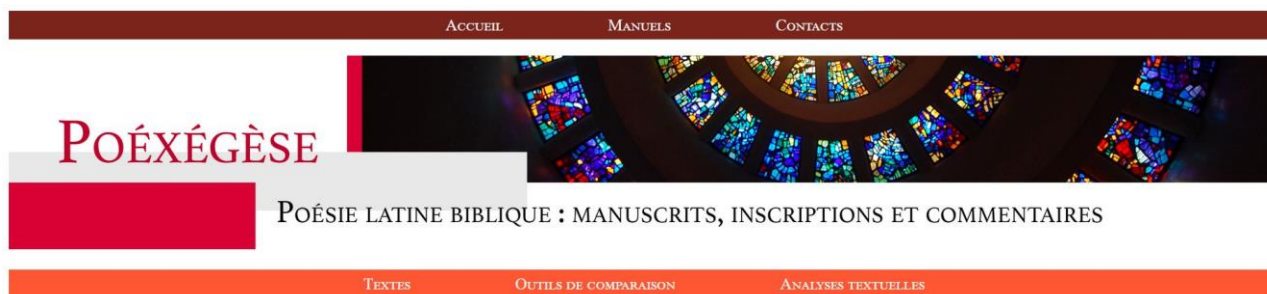 Accueil Manuels Contacts
Poéxégèse
Poésie latine biblique : manuscrits, inscriptions et commentaires
Textes Outils de comparaison Analyses textuelles